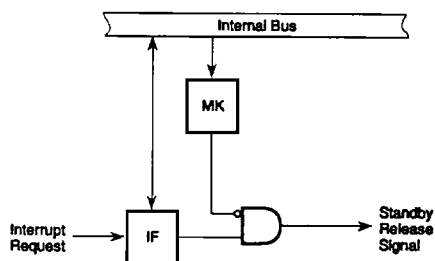 Internal Bus
MK
Interrupt
Request
IF
Standby
Release
Signal